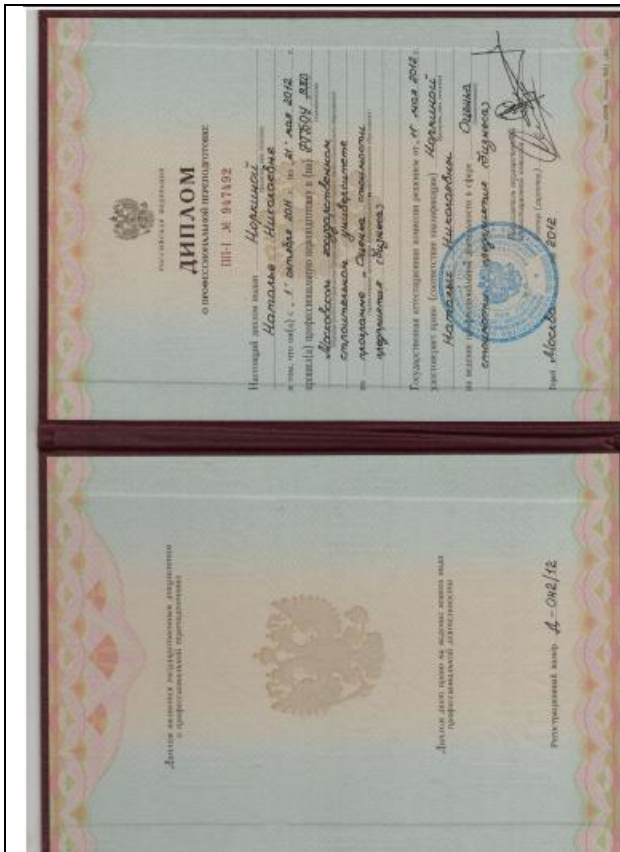 Диплом является государственным документом
о профессиональной переподготовке
Диплом дает право на ведение нового вида
профессиональной деятельности
Регистрационный номер Д-042/12
РОССИЙСКАЯ ФЕДЕРАЦИЯ
ДИПЛОМ
О ПРОФЕССИОНАЛЬНОЙ ПЕРЕПОДГОТОВКЕ
ПП-I № 947492
Настоящий диплом выдан Норкиной
Наталье Николаевне
в том, что он(а) с „1“ октября 2011 г. по „21“ мая 2012 г.
прошел(а) профессиональную переподготовку в (на) ФГБОУ ВПО
Московском государственном
строительном университете
по программе „Оценка стоимости
предприятия (бизнеса)
Государственная аттестационная комиссия решением от „11“ мая 2012 г.
удостоверяет право (соответствие квалификации) Норкиной
Натальи Николаевны
на ведение профессиональной деятельности в сфере Оценка
стоимости предприятия (бизнеса)
Город Москва 2012